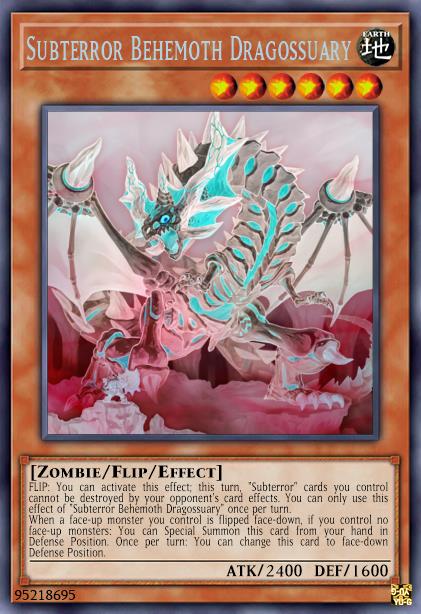 SUBTERROR BEHEMOTH DRAGOSSUARY
EARTH
地
[ZOMBIE/FLIP/EFFECT]
FLIP: You can activate this effect; this turn, "Subterror" cards you control
cannot be destroyed by your opponent's card effects. You can only use this
effect of "Subterror Behemoth Dragossuary" once per turn.
When a face-up monster you control is flipped face-down, if you control no
face-up monsters: You can Special Summon this card from your hand in
Defense Position. Once per turn: You can change this card to face-down
Defense Position.
ATK/2400 DEF/1600
95218695